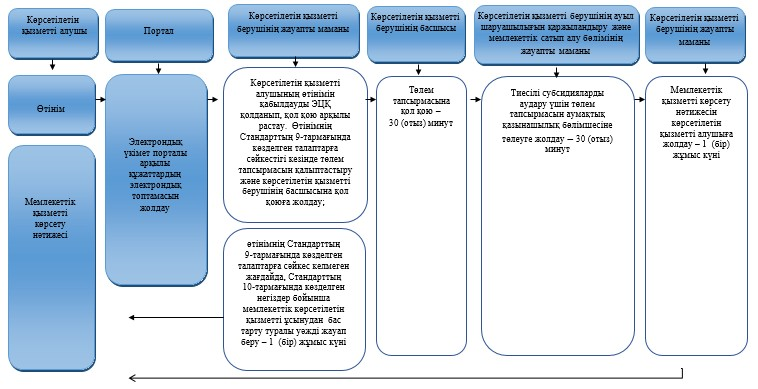 Көрсетілетін
қызметті алушы
Портал
Көрсетілетін қызметті
берушінің жауапты маманы
Көрсетілетін қызметті
берушінің басшысы
Көрсетілетін қызметті берушінің ауыл
шаруашылығын қаржыландыру және
мемлекеттік сатып алу бөлімінің
жауапты маманы
Көрсетілетін қызметті
берушінің жауапты
маманы
Өтінім
Мемлекеттік
қызметті
көрсету
нәтижесі
Электрондық
үкімет порталы
арқылы
құжаттардың
электрондық
топтамасын
жолдау
Көрсетілетін қызметті
алушының өтінімін
қабылдауды ЭЦҚ
қолданып, қол қою арқылы
растау. Өтінімнің
Стандарттың 9-тармағында
көзделген талаптарға
сәйкестігі кезінде төлем
тапсырмасын қалыптастыру
және көрсетілетін қызметті
берушінің басшысына қол
қоюға жолдау;
өтінімнің Стандарттың
9-тармағында көзделген
талаптарға сәйкес келмеген
жағдайда, Стандарттың
10-тармағында көзделген
негіздер бойынша
мемлекеттік көрсетілетін
қызметті ұсынудан бас
тарту туралы уәжді жауап
беру – 1 (бір) жұмыс күні
Төлем
тапсырмасына
қол қою –
30 (отыз) минут
Тиесілі субсидияларды
аудару үшін төлем
тапсырмасын аумақтық
қазынашылық бөлімшесіне
төлеуге жолдау – 30 (отыз)
минут
Мемлекеттік
қызметті көрсету
нәтижесін
көрсетілетін
қызметті алушыға
жолдау – 1 (бір)
жұмыс күні